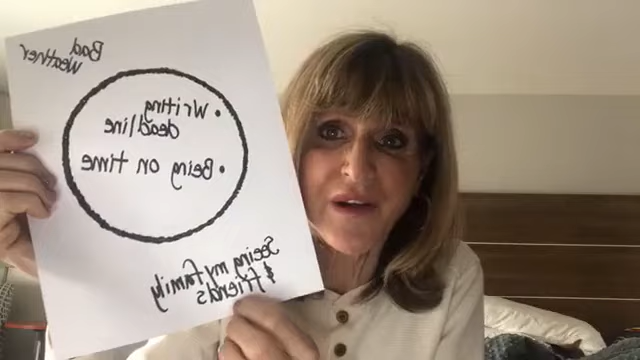 Bad
Weather
• Writing
deadline
• Being on time
Seeing my family
& friends